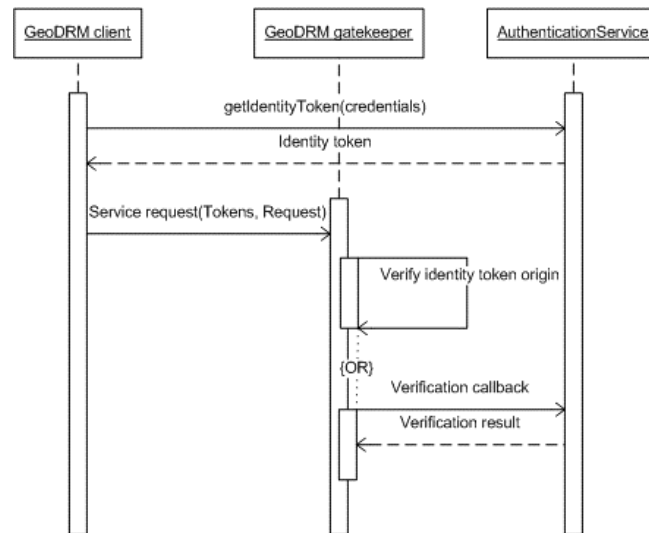 GeoDRM client
GeoDRM gatekeeper
AuthenticationService
getIdentityToken(credentials)
Identity token
Service request(Tokens, Request)
Verify identity token origin
{OR}
Verification callback
Verification result